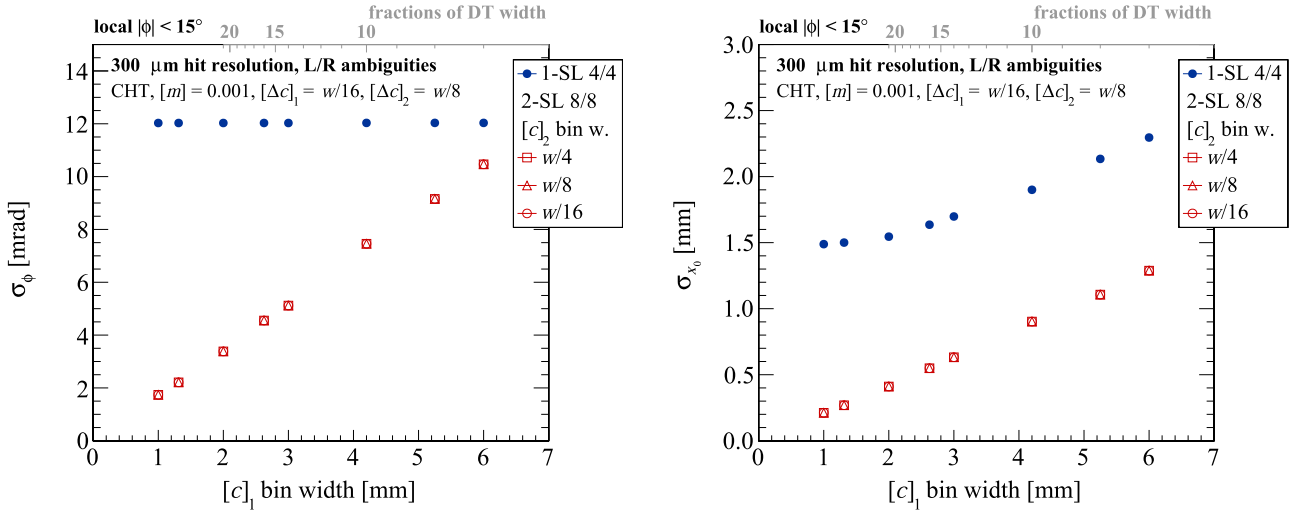 fractions of DT width
local |ϕ| < 15°
20 15 10
300 μm hit resolution, L/R ambiguities
CHT, [m] = 0.001, [Δc]₁ = w/16, [Δc]₂ = w/8
1-SL 4/4
2-SL 8/8
[c]₂ bin w.
w/4
w/8
w/16
14
12
10
8
6
4
2
0
σϕ [mrad]
0 1 2 3 4 5 6 7
[c]₁ bin width [mm]
fractions of DT width
local |ϕ| < 15°
20 15 10
300 μm hit resolution, L/R ambiguities
CHT, [m] = 0.001, [Δc]₁ = w/16, [Δc]₂ = w/8
1-SL 4/4
2-SL 8/8
[c]₂ bin w.
w/4
w/8
w/16
3.0
2.5
2.0
1.5
1.0
0.5
0.0
σx₀ [mm]
0 1 2 3 4 5 6 7
[c]₁ bin width [mm]